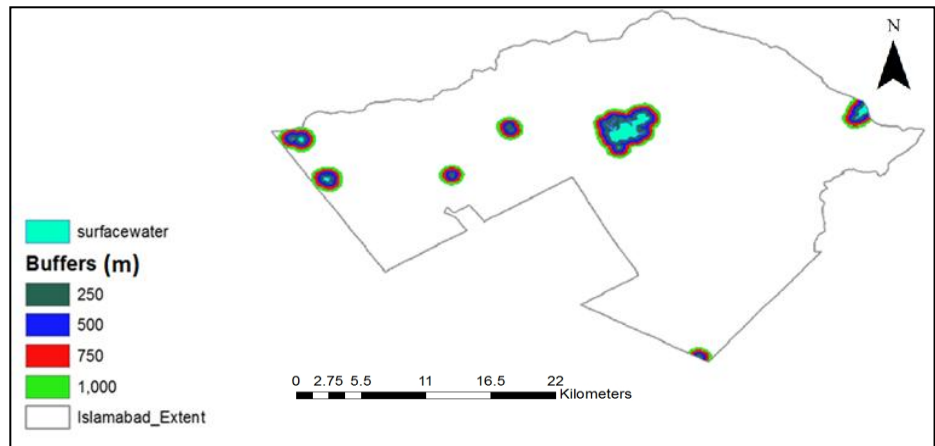 N
surfacewater
Buffers (m)
250
500
750
1,000
Islamabad_Extent
0 2.75 5.5 11 16.5 22
Kilometers